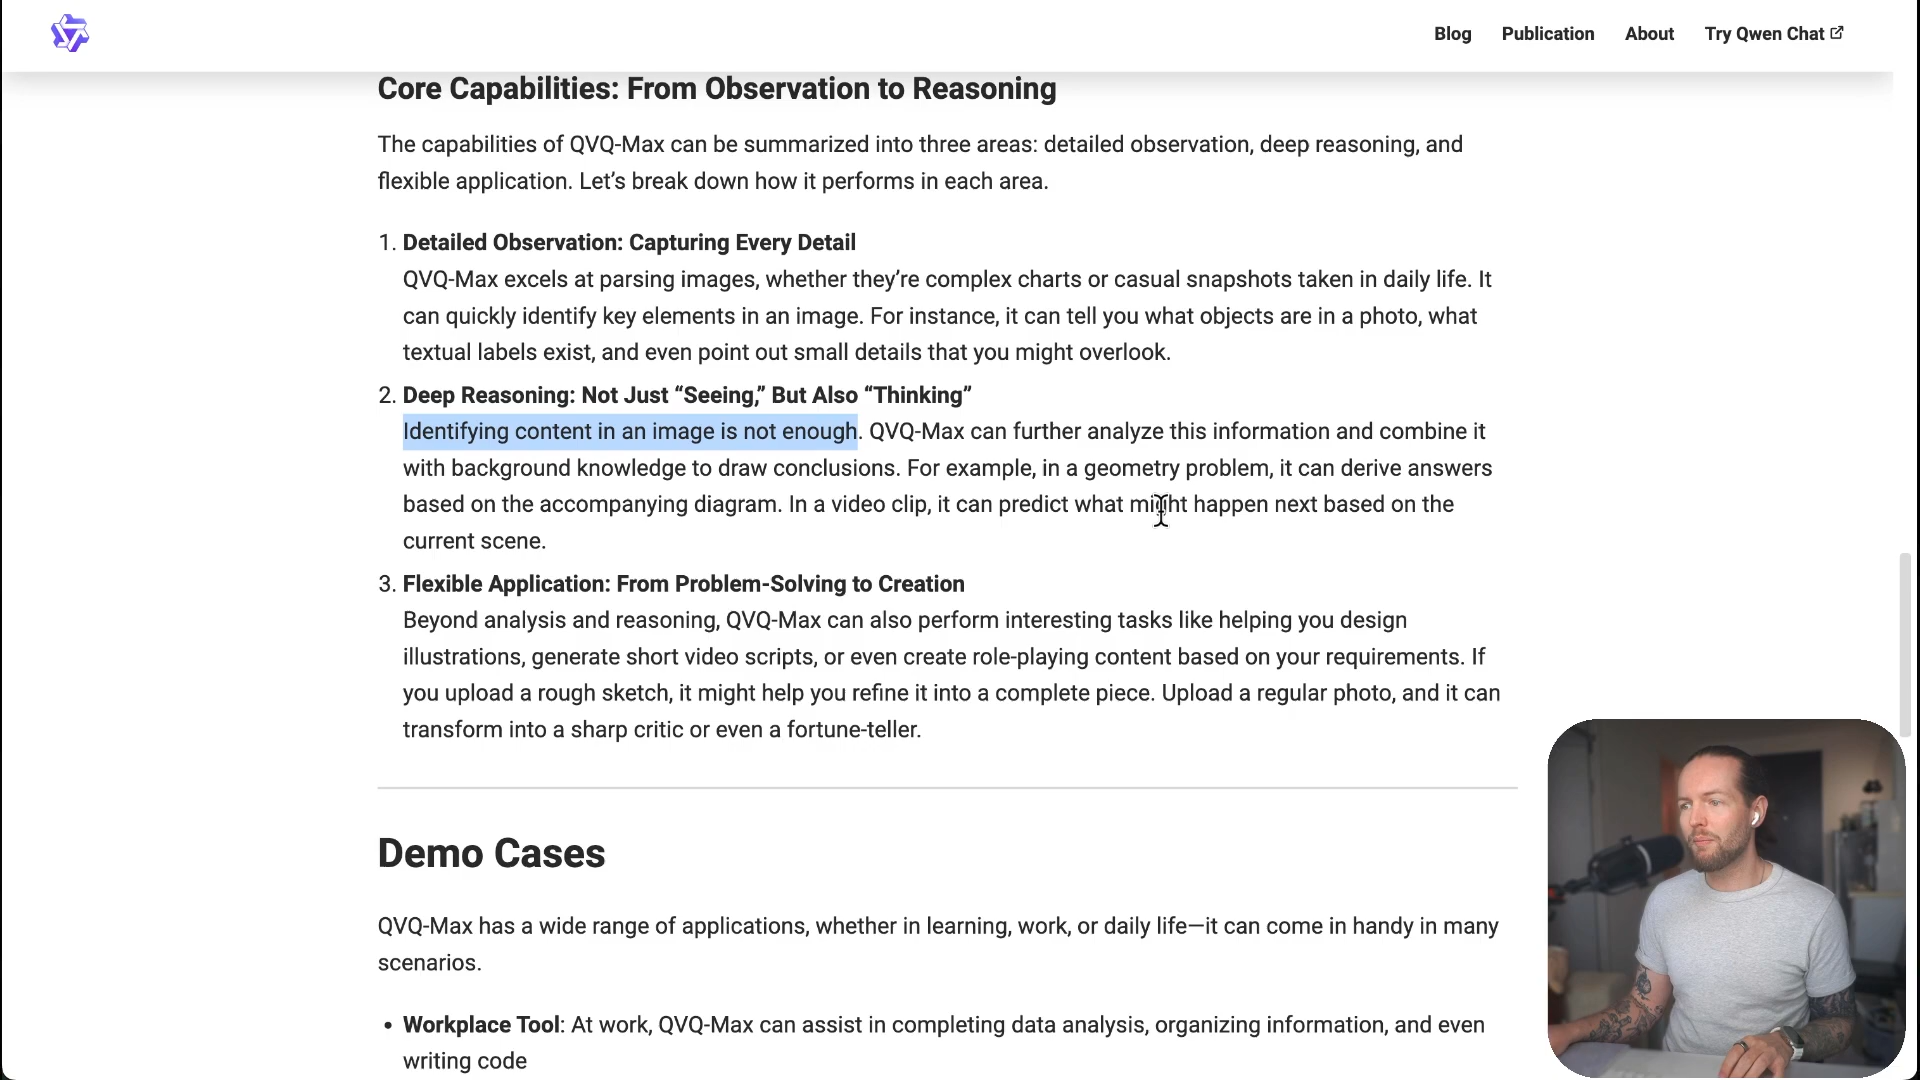 Blog Publication About Try Qwen Chat
Core Capabilities: From Observation to Reasoning
The capabilities of QVQ-Max can be summarized into three areas: detailed observation, deep reasoning, and
flexible application. Let’s break down how it performs in each area.
1. Detailed Observation: Capturing Every Detail
QVQ-Max excels at parsing images, whether they’re complex charts or casual snapshots taken in daily life. It
can quickly identify key elements in an image. For instance, it can tell you what objects are in a photo, what
textual labels exist, and even point out small details that you might overlook.
2. Deep Reasoning: Not Just “Seeing,” But Also “Thinking”
Identifying content in an image is not enough. QVQ-Max can further analyze this information and combine it
with background knowledge to draw conclusions. For example, in a geometry problem, it can derive answers
based on the accompanying diagram. In a video clip, it can predict what might happen next based on the
current scene.
3. Flexible Application: From Problem-Solving to Creation
Beyond analysis and reasoning, QVQ-Max can also perform interesting tasks like helping you design
illustrations, generate short video scripts, or even create role-playing content based on your requirements. If
you upload a rough sketch, it might help you refine it into a complete piece. Upload a regular photo, and it can
transform into a sharp critic or even a fortune-teller.
Demo Cases
QVQ-Max has a wide range of applications, whether in learning, work, or daily life—it can come in handy in many
scenarios.
• Workplace Tool: At work, QVQ-Max can assist in completing data analysis, organizing information, and even
writing code